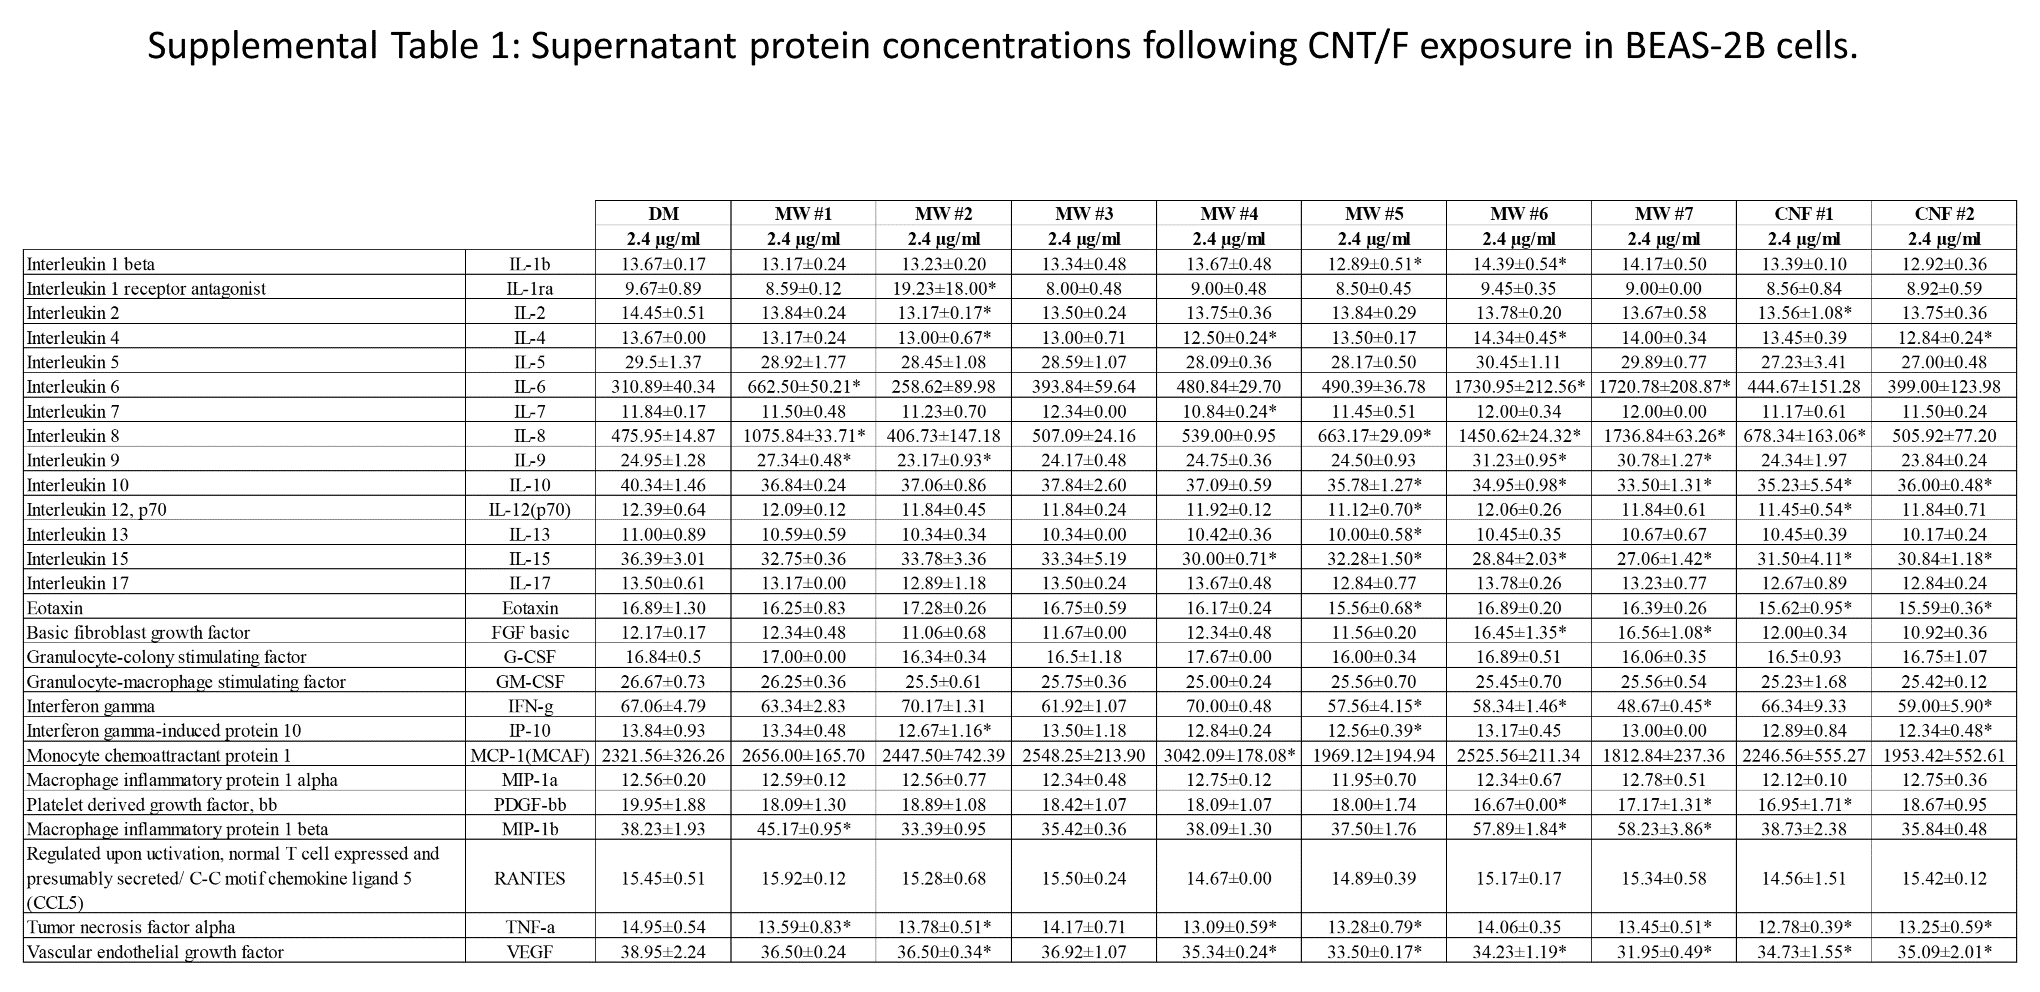 Supplemental Table 1: Supernatant protein concentrations following CNT/F exposure in BEAS-2B cells.
DM MW #1 MW #2 MW #3 MW #4 MW #5 MW #6 MW #7 CNF #1 CNF #2
2.4 µg/ml 2.4 µg/ml 2.4 µg/ml 2.4 µg/ml 2.4 µg/ml 2.4 µg/ml 2.4 µg/ml 2.4 µg/ml 2.4 µg/ml 2.4 µg/ml
Interleukin 1 beta IL-1b 13.67±0.17 13.17±0.24 13.23±0.20 13.34±0.48 13.67±0.48 12.89±0.51* 14.39±0.54* 14.17±0.50 13.39±0.10 12.92±0.36
Interleukin 1 receptor antagonist IL-1ra 9.67±0.89 8.59±0.12 19.23±18.00* 8.00±0.48 9.00±0.48 8.50±0.45 9.45±0.35 9.00±0.00 8.56±0.84 8.92±0.59
Interleukin 2 IL-2 14.45±0.51 13.84±0.24 13.17±0.17* 13.50±0.24 13.75±0.36 13.84±0.29 13.78±0.20 13.67±0.58 13.56±1.08* 13.75±0.36
Interleukin 4 IL-4 13.67±0.00 13.17±0.24 13.00±0.67* 13.00±0.71 12.50±0.24* 13.50±0.17 14.34±0.45* 14.00±0.34 13.45±0.39 12.84±0.24*
Interleukin 5 IL-5 29.5±1.37 28.92±1.77 28.45±1.08 28.59±1.07 28.09±0.36 28.17±0.50 30.45±1.11 29.89±0.77 27.23±3.41 27.00±0.48
Interleukin 6 IL-6 310.89±40.34 662.50±50.21* 258.62±89.98 393.84±59.64 480.84±29.70 490.39±36.78 1730.95±212.56* 1720.78±208.87* 444.67±151.28 399.00±123.98
Interleukin 7 IL-7 11.84±0.17 11.50±0.48 11.23±0.70 12.34±0.00 10.84±0.24* 11.45±0.51 12.00±0.34 12.00±0.00 11.17±0.61 11.50±0.24
Interleukin 8 IL-8 475.95±14.87 1075.84±33.71* 406.73±147.18 507.09±24.16 539.00±0.95 663.17±29.09* 1450.62±24.32* 1736.84±63.26* 678.34±163.06* 505.92±77.20
Interleukin 9 IL-9 24.95±1.28 27.34±0.48* 23.17±0.93* 24.17±0.48 24.75±0.36 24.50±0.93 31.23±0.95* 30.78±1.27* 24.34±1.97 23.84±0.24
Interleukin 10 IL-10 40.34±1.46 36.84±0.24 37.06±0.86 37.84±2.60 37.09±0.59 35.78±1.27* 34.95±0.98* 33.50±1.31* 35.23±5.54* 36.00±0.48*
Interleukin 12, p70 IL-12(p70) 12.39±0.64 12.09±0.12 11.84±0.45 11.84±0.24 11.92±0.12 11.12±0.70* 12.06±0.26 11.84±0.61 11.45±0.54* 11.84±0.71
Interleukin 13 IL-13 11.00±0.89 10.59±0.59 10.34±0.34 10.34±0.00 10.42±0.36 10.00±0.58* 10.45±0.35 10.67±0.67 10.45±0.39 10.17±0.24
Interleukin 15 IL-15 36.39±3.01 32.75±0.36 33.78±3.36 33.34±5.19 30.00±0.71* 32.28±1.50* 28.84±2.03* 27.06±1.42* 31.50±4.11* 30.84±1.18*
Interleukin 17 IL-17 13.50±0.61 13.17±0.00 12.89±1.18 13.50±0.24 13.67±0.48 12.84±0.77 13.78±0.26 13.23±0.77 12.67±0.89 12.84±0.24
Eotaxin Eotaxin 16.89±1.30 16.25±0.83 17.28±0.26 16.75±0.59 16.17±0.24 15.56±0.68* 16.89±0.20 16.39±0.26 15.62±0.95* 15.59±0.36*
Basic fibroblast growth factor FGF basic 12.17±0.17 12.34±0.48 11.06±0.68 11.67±0.00 12.34±0.48 11.56±0.20 16.45±1.35* 16.56±1.08* 12.00±0.34 10.92±0.36
Granulocyte-colony stimulating factor G-CSF 16.84±0.5 17.00±0.00 16.34±0.34 16.5±1.18 17.67±0.00 16.00±0.34 16.89±0.51 16.06±0.35 16.5±0.93 16.75±1.07
Granulocyte-macrophage stimulating factor GM-CSF 26.67±0.73 26.25±0.36 25.5±0.61 25.75±0.36 25.00±0.24 25.56±0.70 25.45±0.70 25.56±0.54 25.23±1.68 25.42±0.12
Interferon gamma IFN-g 67.06±4.79 63.34±2.83 70.17±1.31 61.92±1.07 70.00±0.48 57.56±4.15* 58.34±1.46* 48.67±0.45* 66.34±9.33 59.00±5.90*
Interferon gamma-induced protein 10 IP-10 13.84±0.93 13.34±0.48 12.67±1.16* 13.50±1.18 12.84±0.24 12.56±0.39* 13.17±0.45 13.00±0.00 12.89±0.84 12.34±0.48*
Monocyte chemoattractant protein 1 MCP-1(MCAF) 2321.56±326.26 2656.00±165.70 2447.50±742.39 2548.25±213.90 3042.09±178.08* 1969.12±194.94 2525.56±211.34 1812.84±237.36 2246.56±555.27 1953.42±552.61
Macrophage inflammatory protein 1 alpha MIP-1a 12.56±0.20 12.59±0.12 12.56±0.77 12.34±0.48 12.75±0.12 11.95±0.70 12.34±0.67 12.78±0.51 12.12±0.10 12.75±0.36
Platelet derived growth factor, bb PDGF-bb 19.95±1.88 18.09±1.30 18.89±1.08 18.42±1.07 18.09±1.07 18.00±1.74 16.67±0.00* 17.17±1.31* 16.95±1.71* 18.67±0.95
Macrophage inflammatory protein 1 beta MIP-1b 38.23±1.93 45.17±0.95* 33.39±0.95 35.42±0.36 38.09±1.30 37.50±1.76 57.89±1.84* 58.23±3.86* 38.73±2.38 35.84±0.48
Regulated upon uctivation, normal T cell expressed and
presumably secreted/ C-C motif chemokine ligand 5
(CCL5)
RANTES 15.45±0.51 15.92±0.12 15.28±0.68 15.50±0.24 14.67±0.00 14.89±0.39 15.17±0.17 15.34±0.58 14.56±1.51 15.42±0.12
Tumor necrosis factor alpha TNF-a 14.95±0.54 13.59±0.83* 13.78±0.51* 14.17±0.71 13.09±0.59* 13.28±0.79* 14.06±0.35 13.45±0.51* 12.78±0.39* 13.25±0.59*
Vascular endothelial growth factor VEGF 38.95±2.24 36.50±0.24 36.50±0.34* 36.92±1.07 35.34±0.24* 33.50±0.17* 34.23±1.19* 31.95±0.49* 34.73±1.55* 35.09±2.01*